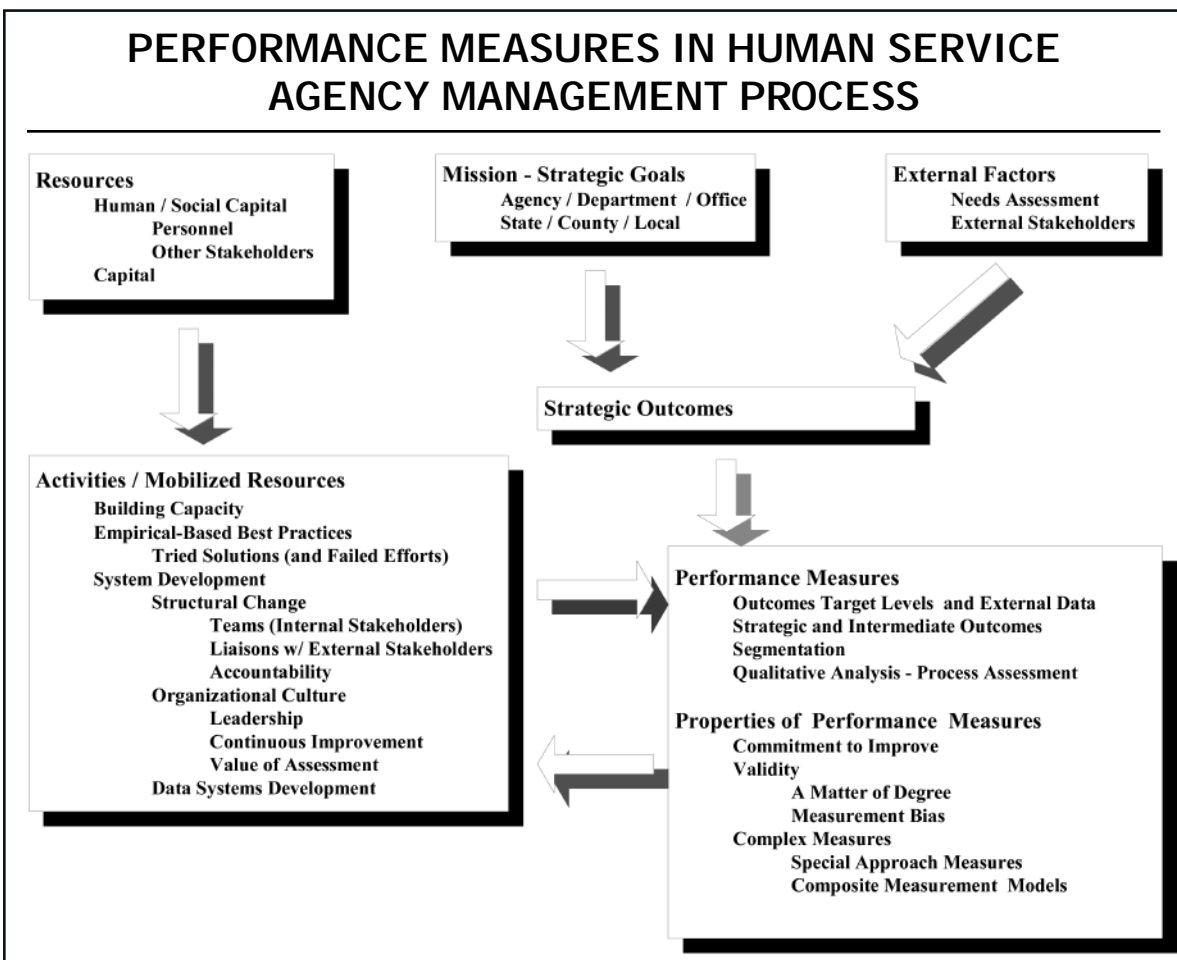 PERFORMANCE MEASURES IN HUMAN SERVICE
AGENCY MANAGEMENT PROCESS
Resources
Human / Social Capital
Personnel
Other Stakeholders
Capital
Mission - Strategic Goals
Agency / Department / Office
State / County / Local
External Factors
Needs Assessment
External Stakeholders
Strategic Outcomes
Activities / Mobilized Resources
Building Capacity
Empirical-Based Best Practices
Tried Solutions (and Failed Efforts)
System Development
Structural Change
Teams (Internal Stakeholders)
Liaisons w/ External Stakeholders
Accountability
Organizational Culture
Leadership
Continuous Improvement
Value of Assessment
Data Systems Development
Performance Measures
Outcomes Target Levels and External Data
Strategic and Intermediate Outcomes
Segmentation
Qualitative Analysis - Process Assessment
Properties of Performance Measures
Commitment to Improve
Validity
A Matter of Degree
Measurement Bias
Complex Measures
Special Approach Measures
Composite Measurement Models